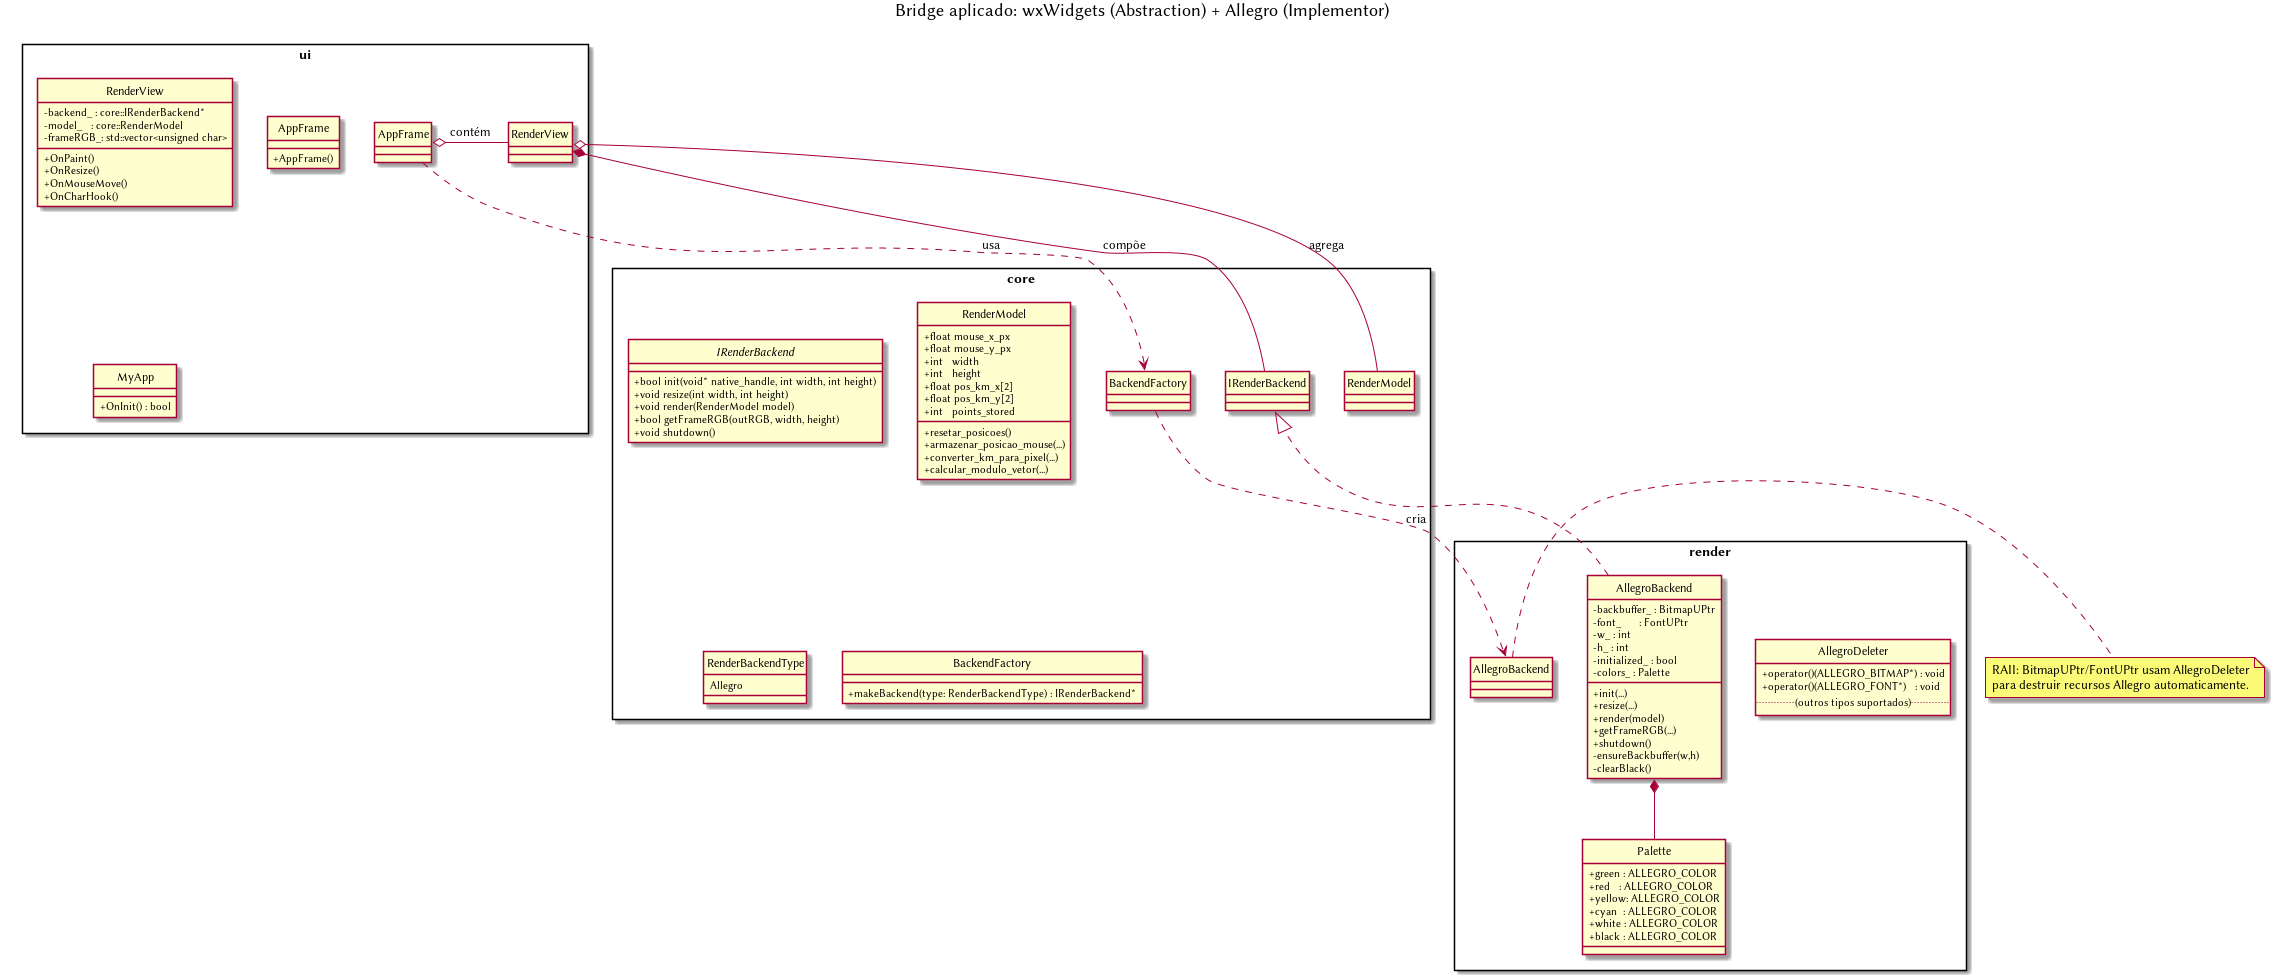 Bridge aplicado: wxWidgets (Abstraction) + Allegro (Implementor)
ui
RenderView
-backend_ : core::IRenderBackend*
-model_ : core::RenderModel
-frameRGB_: std::vector<unsigned char>
+OnPaint()
+OnResize()
+OnMouseMove()
+OnCharHook()
AppFrame
+AppFrame()
AppFrame
contém
RenderView
MyApp
+OnInit() : bool
usa
compõe
agrega
core
IRenderBackend
+bool init(void* native_handle, int width, int height)
+void resize(int width, int height)
+void render(RenderModel model)
+bool getFrameRGB(outRGB, width, height)
+void shutdown()
RenderModel
+float mouse_x_px
+float mouse_y_px
+int width
+int height
+float pos_km_x[2]
+float pos_km_y[2]
+int points_stored
+resetar_posicoes()
+armazenar_posicao_mouse(...)
+converter_km_para_pixel(...)
+calcular_modulo_vetor(...)
BackendFactory
IRenderBackend
RenderModel
RenderBackendType
Allegro
BackendFactory
+makeBackend(type: RenderBackendType) : IRenderBackend*
cria
render
AllegroBackend
AllegroBackend
-backbuffer_ : BitmapUPtr
-font_ : FontUPtr
-w_ : int
-h_ : int
-initialized_ : bool
-colors_ : Palette
+init(...)
+resize(...)
+render(model)
+getFrameRGB(...)
+shutdown()
-ensureBackbuffer(w,h)
-clearBlack()
AllegroDeleter
+operator()(ALLEGRO_BITMAP*) : void
+operator()(ALLEGRO_FONT*) : void
(outros tipos suportados)
Palette
+green : ALLEGRO_COLOR
+red : ALLEGRO_COLOR
+yellow: ALLEGRO_COLOR
+cyan : ALLEGRO_COLOR
+white : ALLEGRO_COLOR
+black : ALLEGRO_COLOR
RAII: BitmapUPtr/FontUPtr usam AllegroDeleter
para destruir recursos Allegro automaticamente.